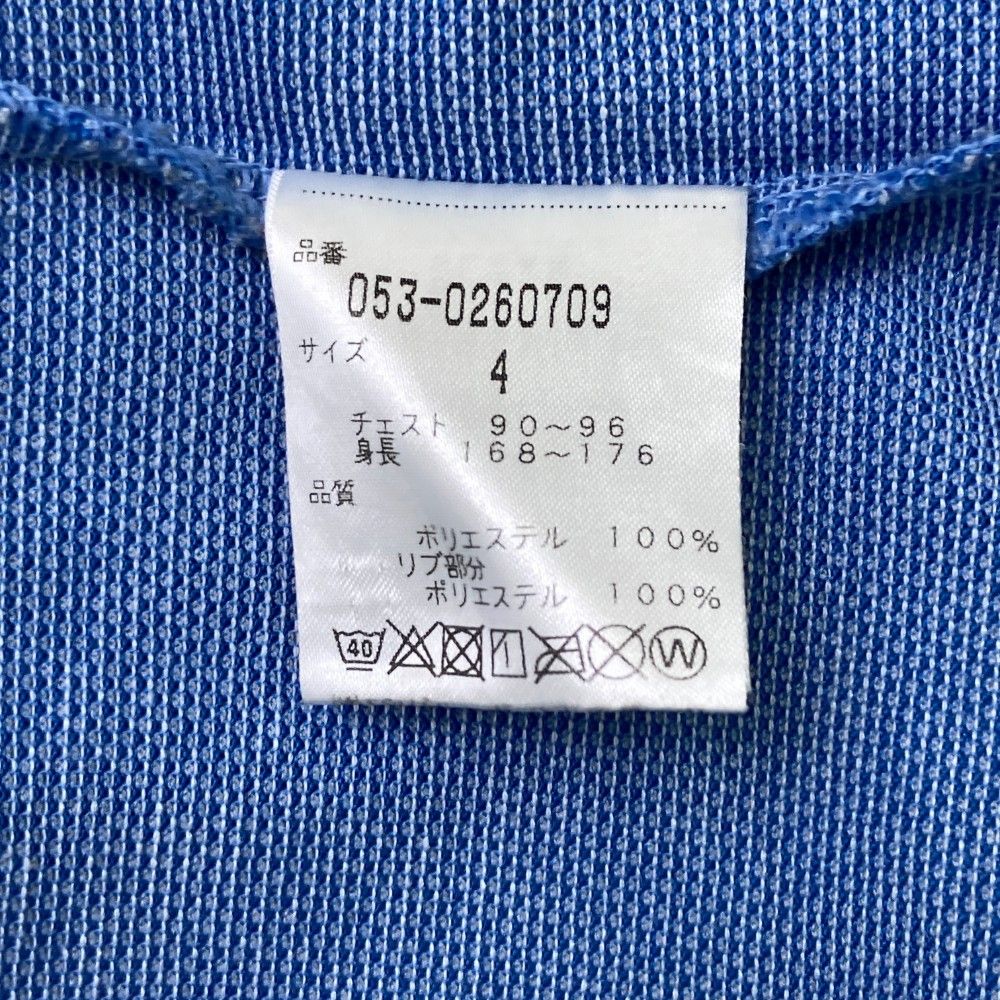 品番
053-0260709
サイズ
4
チェスト 90～96
身長 168～176
品質
ポリエステル 100%
リブ部分
ポリエステル 100%
40 W